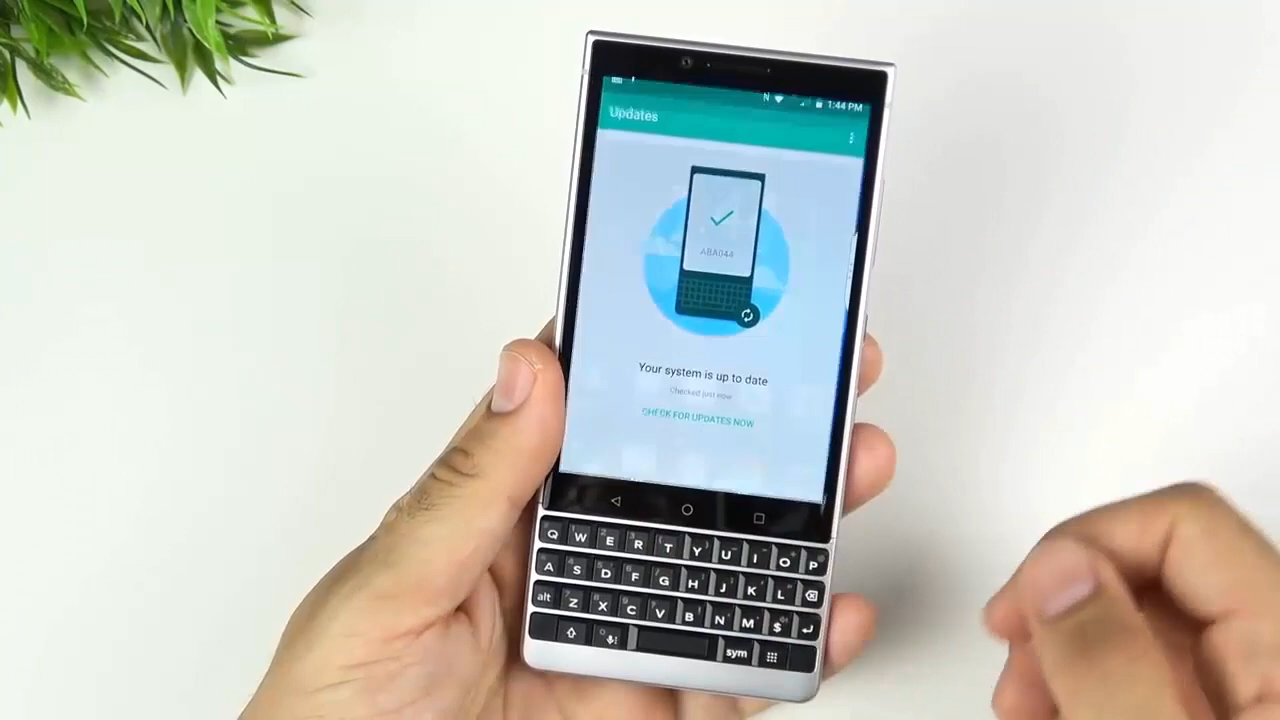 N 1:44 PM
Updates
ABA044
Your system is up to date
Checked just now
CHECK FOR UPDATES NOW
Q W E R T Y U I O P
A S D F G H J K L
alt Z X C V B N M $
sym